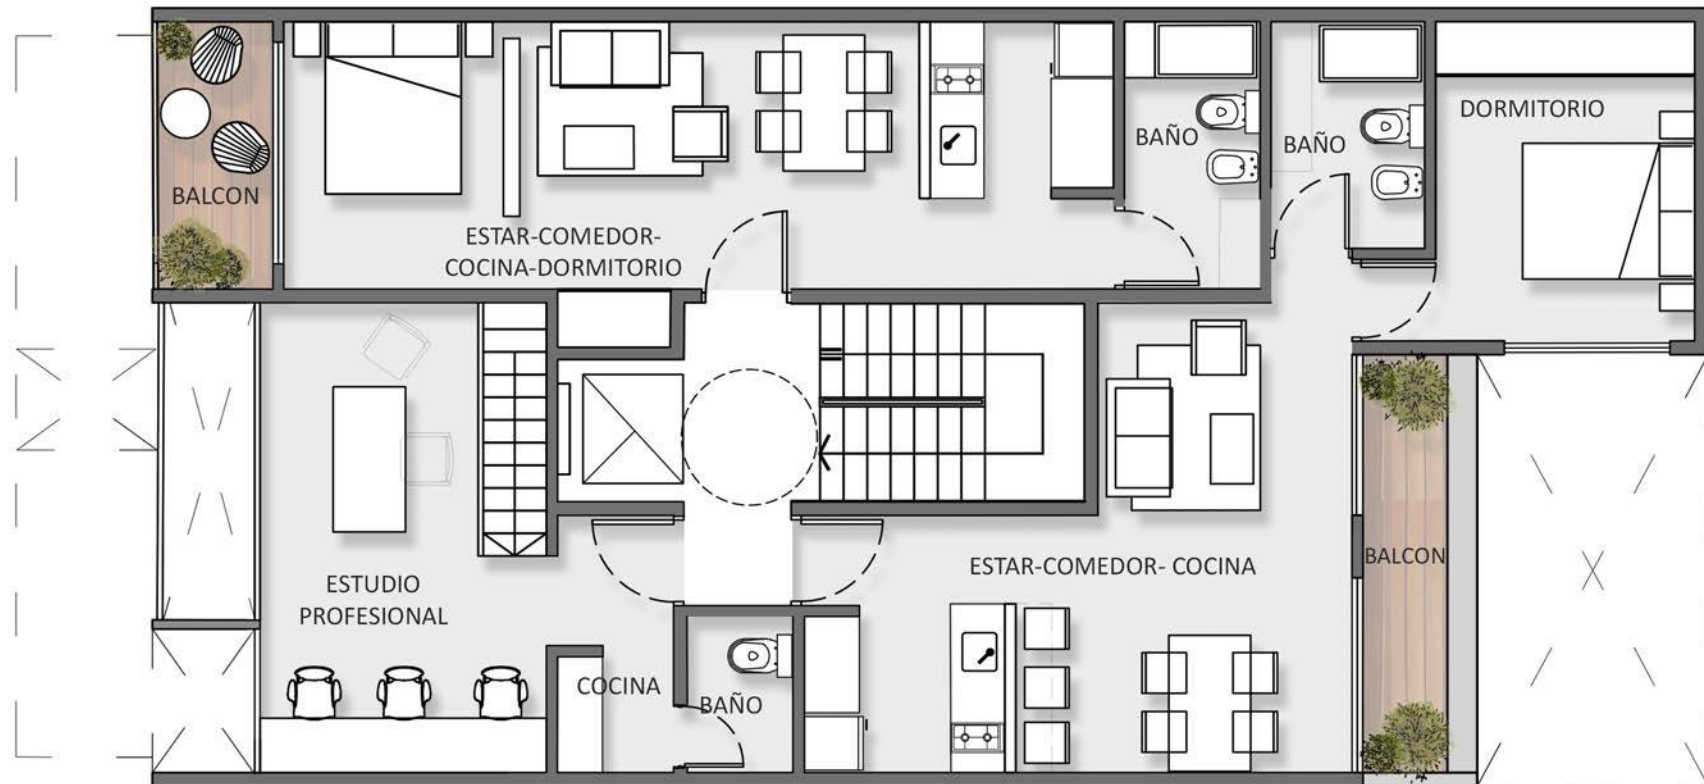 DORMITORIO
BAÑO
BAÑO
BALCON
ESTAR-COMEDOR-
COCINA-DORMITORIO
BALCON
ESTAR-COMEDOR- COCINA
ESTUDIO
PROFESIONAL
COCINA
BAÑO